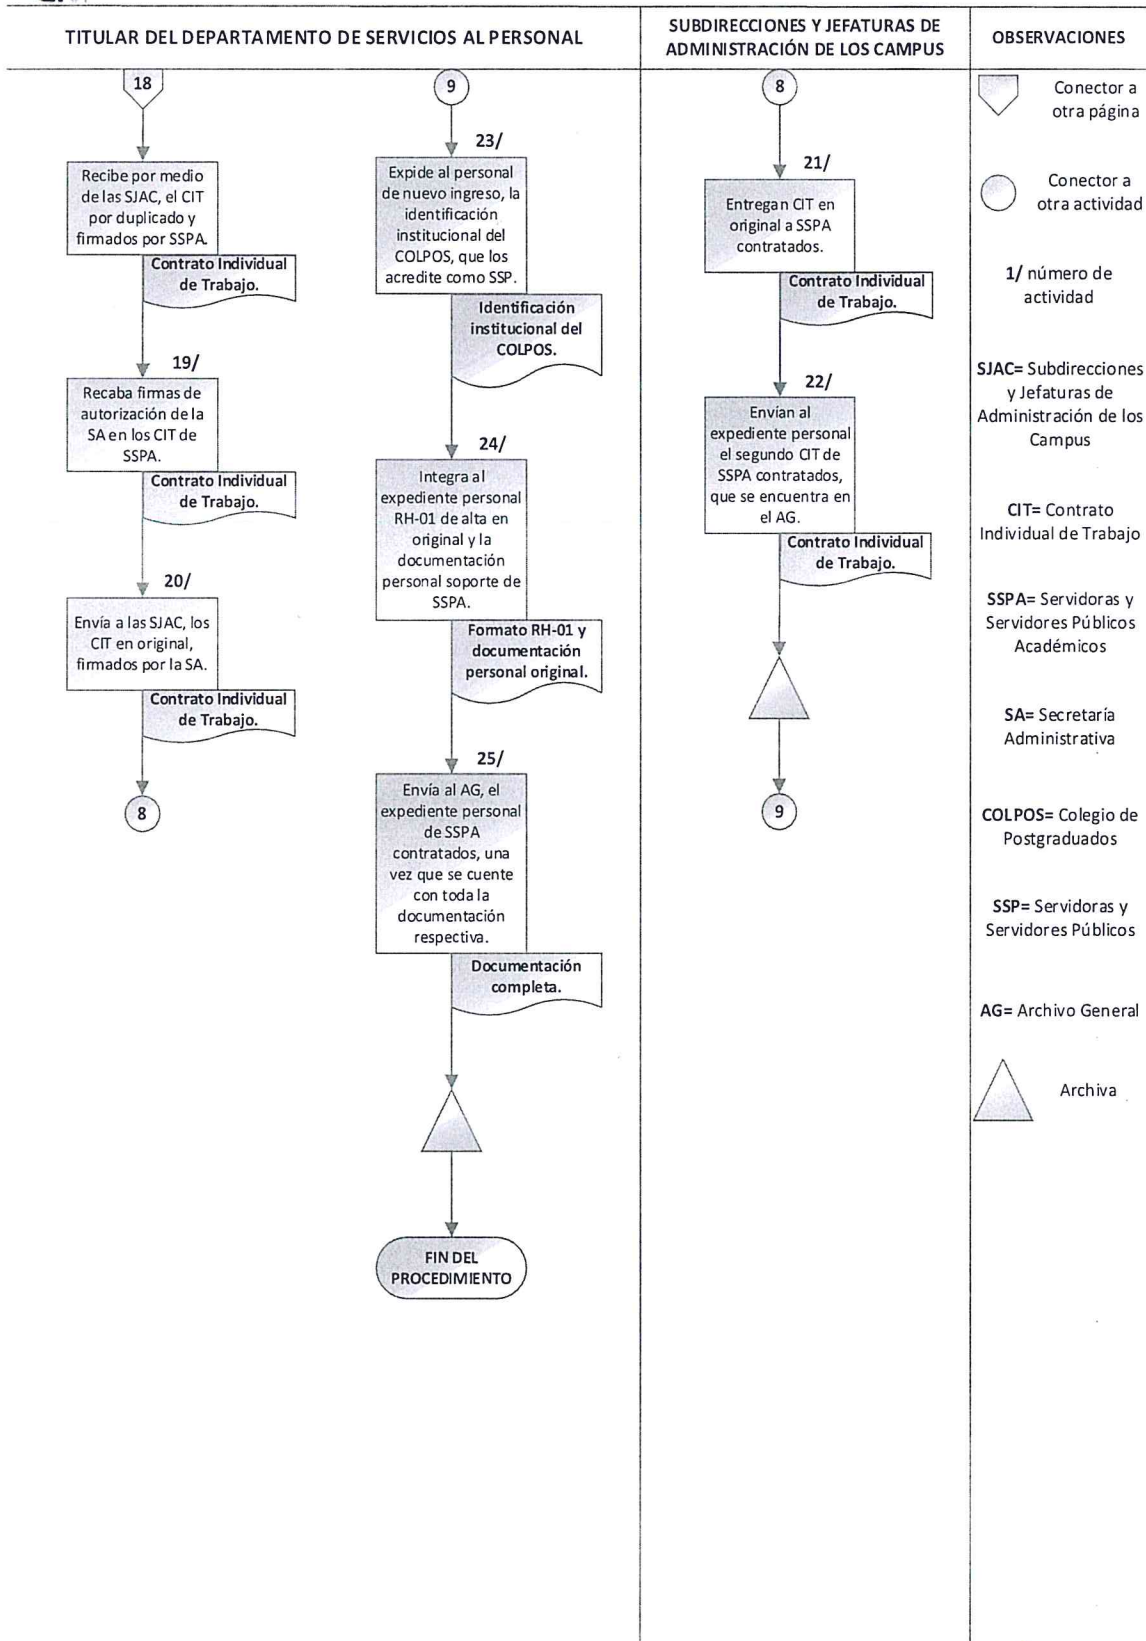 TITULAR DEL DEPARTAMENTO DE SERVICIOS AL PERSONAL
SUBDIRECCIONES Y JEFATURAS DE
ADMINISTRACIÓN DE LOS CAMPUS
OBSERVACIONES
18
Recibe por medio
de las SJAC, el CIT
por duplicado y
firmados por SSPA.
Contrato Individual
de Trabajo.
19/
Recaba firmas de
autorización de la
SA en los CIT de
SSPA.
Contrato Individual
de Trabajo.
20/
Envía a las SJAC, los
CIT en original,
firmados por la SA.
Contrato Individual
de Trabajo.
8
9
23/
Expide al personal
de nuevo ingreso, la
identificación
institucional del
COLPOS, que los
acredite como SSP.
Identificación
institucional del
COLPOS.
24/
Integra al
expediente personal
RH-01 de alta en
original y la
documentación
personal soporte de
SSPA.
Formato RH-01 y
documentación
personal original.
25/
Envía al AG, el
expediente personal
de SSPA
contratados, una
vez que se cuente
con toda la
documentación
respectiva.
Documentación
completa.
FIN DEL
PROCEDIMIENTO
8
21/
Entregan CIT en
original a SSPA
contratados.
Contrato Individual
de Trabajo.
22/
Envían al
expediente personal
el segundo CIT de
SSPA contratados,
que se encuentra en
el AG.
Contrato Individual
de Trabajo.
9
Conector a
otra página
Conector a
otra actividad
1/ número de
actividad
SJAC= Subdirecciones
y Jefaturas de
Administración de los
Campus
CIT= Contrato
Individual de Trabajo
SSPA= Servidoras y
Servidores Públicos
Académicos
SA= Secretaría
Administrativa
COLPOS= Colegio de
Postgraduados
SSP= Servidoras y
Servidores Públicos
AG= Archivo General
Archiva